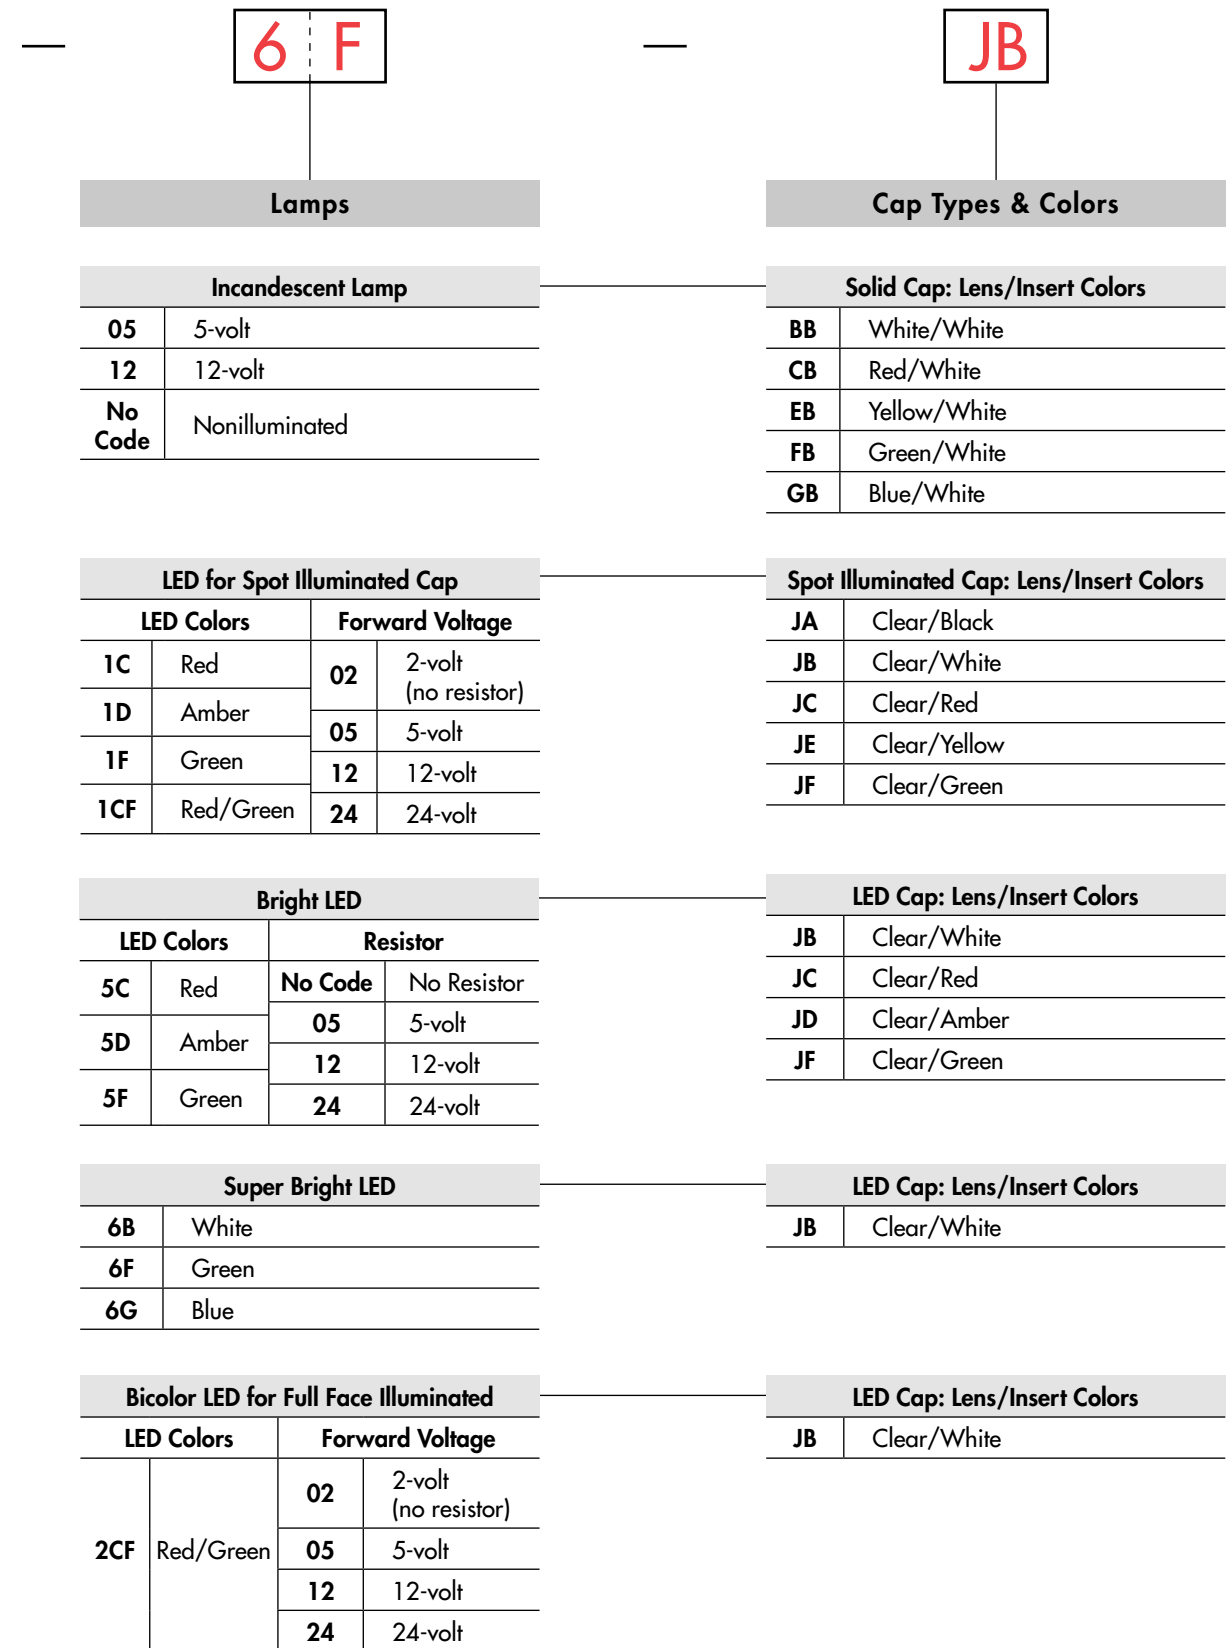 — 6 F — JB
Lamps
Cap Types & Colors
Incandescent Lamp
05 5-volt
12 12-volt
No Code Nonilluminated
Solid Cap: Lens/Insert Colors
BB White/White
CB Red/White
EB Yellow/White
FB Green/White
GB Blue/White
LED for Spot Illuminated Cap
LED Colors Forward Voltage
1C Red
1D Amber
1F Green
1CF Red/Green
02 2-volt
(no resistor)
05 5-volt
12 12-volt
24 24-volt
Spot Illuminated Cap: Lens/Insert Colors
JA Clear/Black
JB Clear/White
JC Clear/Red
JE Clear/Yellow
JF Clear/Green
Bright LED
LED Colors Resistor
5C Red
5D Amber
5F Green
No Code No Resistor
05 5-volt
12 12-volt
24 24-volt
LED Cap: Lens/Insert Colors
JB Clear/White
JC Clear/Red
JD Clear/Amber
JF Clear/Green
Super Bright LED
6B White
6F Green
6G Blue
LED Cap: Lens/Insert Colors
JB Clear/White
Bicolor LED for Full Face Illuminated
LED Colors Forward Voltage
2CF Red/Green
02 2-volt
(no resistor)
05 5-volt
12 12-volt
24 24-volt
LED Cap: Lens/Insert Colors
JB Clear/White